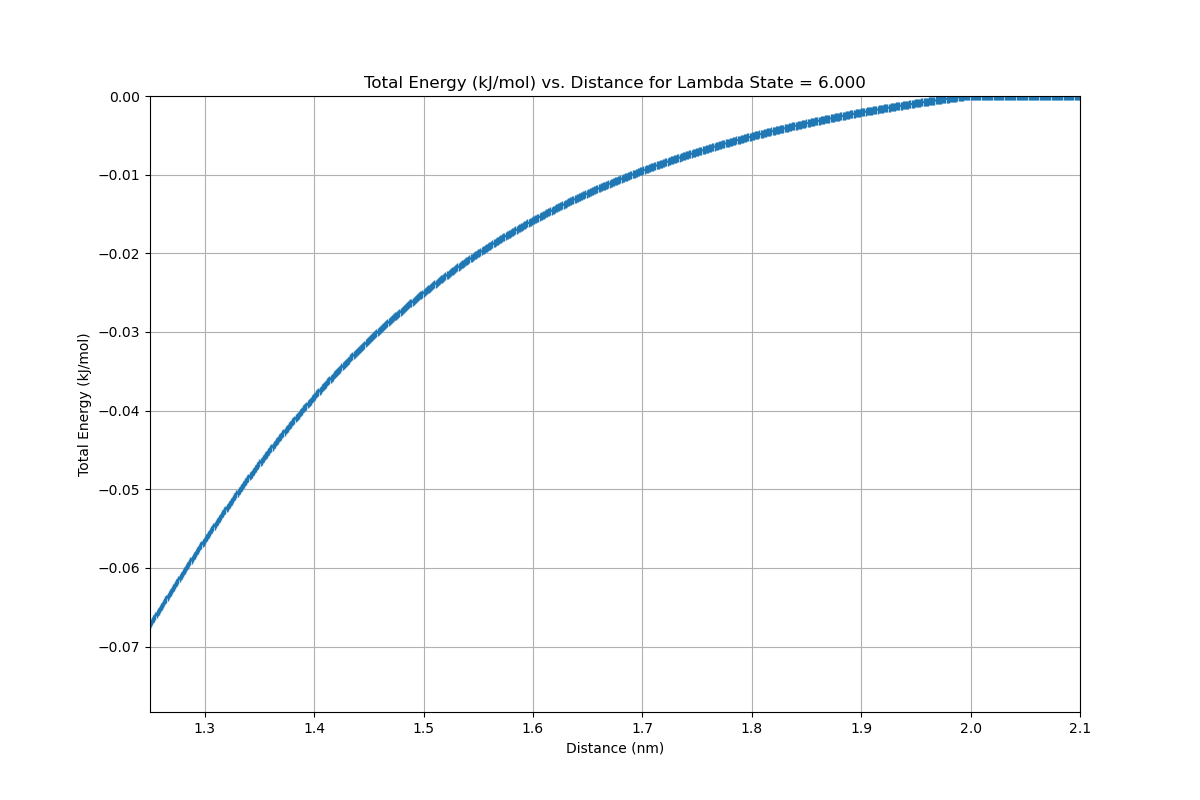 Total Energy (kJ/mol) vs. Distance for Lambda State = 6.000
Total Energy (kJ/mol)
0.00
−0.01
−0.02
−0.03
−0.04
−0.05
−0.06
−0.07
1.3 1.4 1.5 1.6 1.7 1.8 1.9 2.0 2.1
Distance (nm)